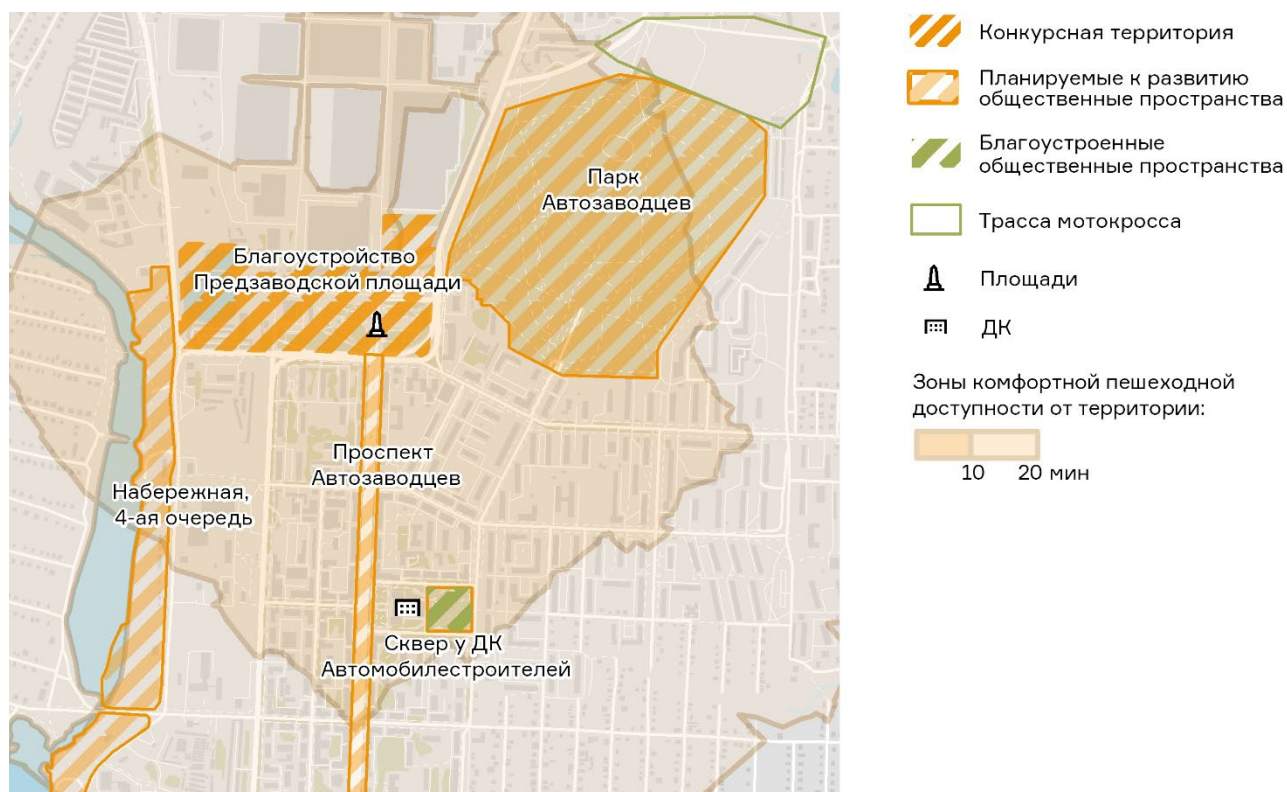 Парк
Автозаводцев
Благоустройство
Предзаводской площади
Проспект
Автозаводцев
Набережная,
4-ая очередь
Сквер у ДК
Автомобилестроителей
Конкурсная территория
Планируемые к развитию
общественные пространства
Благоустроенные
общественные пространства
Трасса мотокросса
Площади
ДК
Зоны комфортной пешеходной
доступности от территории:
10 20 мин